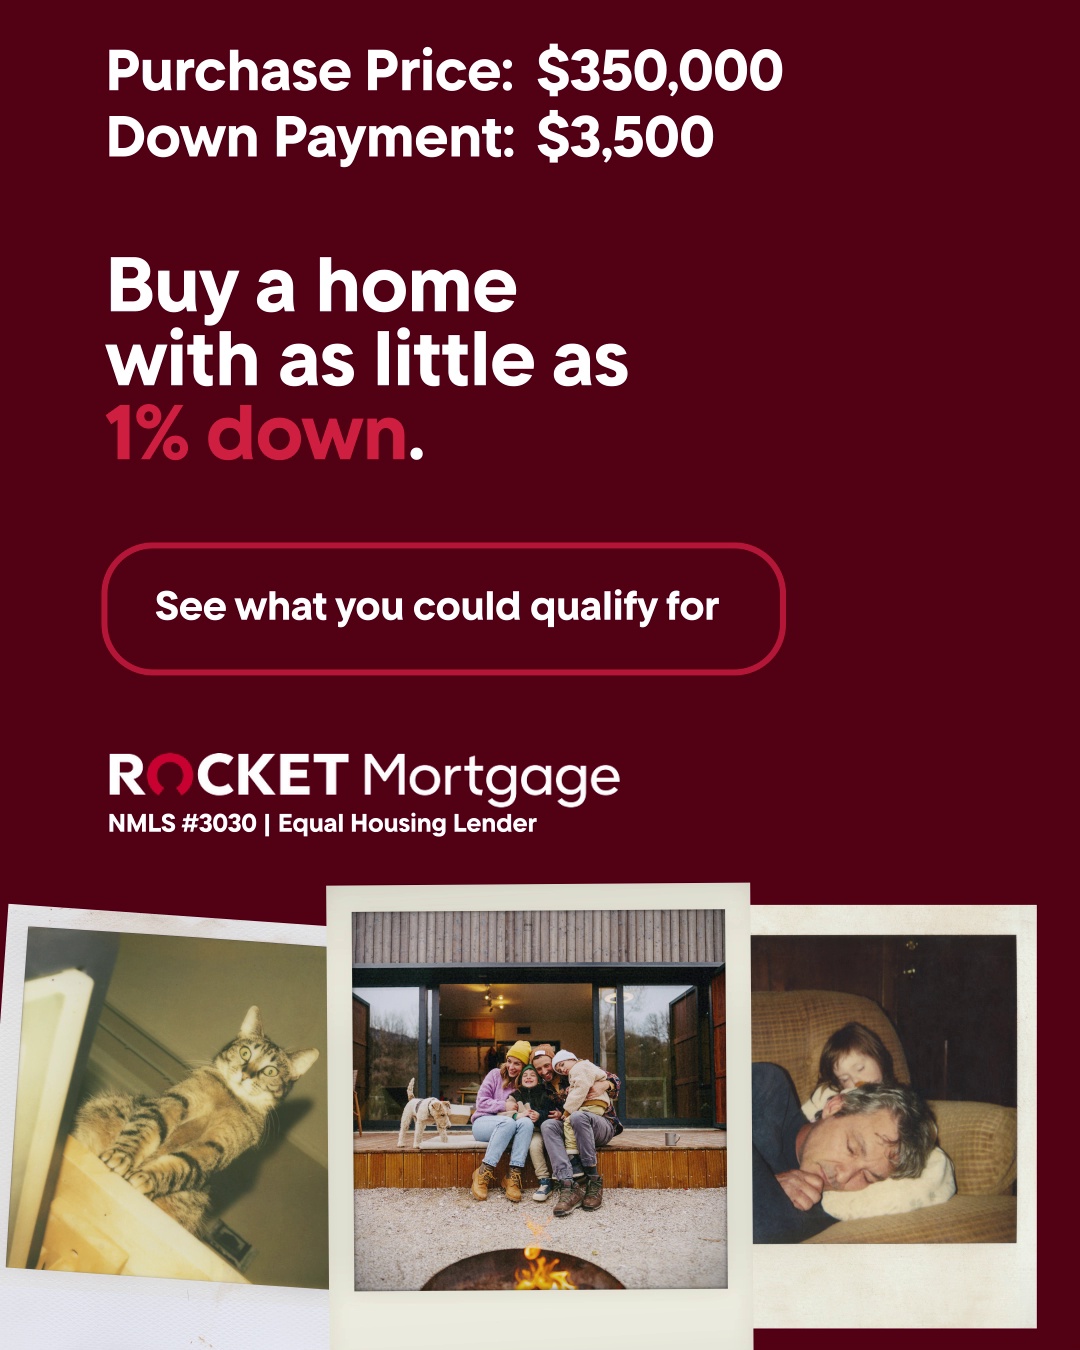 Purchase Price: $350,000
Down Payment: $3,500
Buy a home
with as little as
1% down.
See what you could qualify for
ROCKET Mortgage
NMLS #3030 | Equal Housing Lender